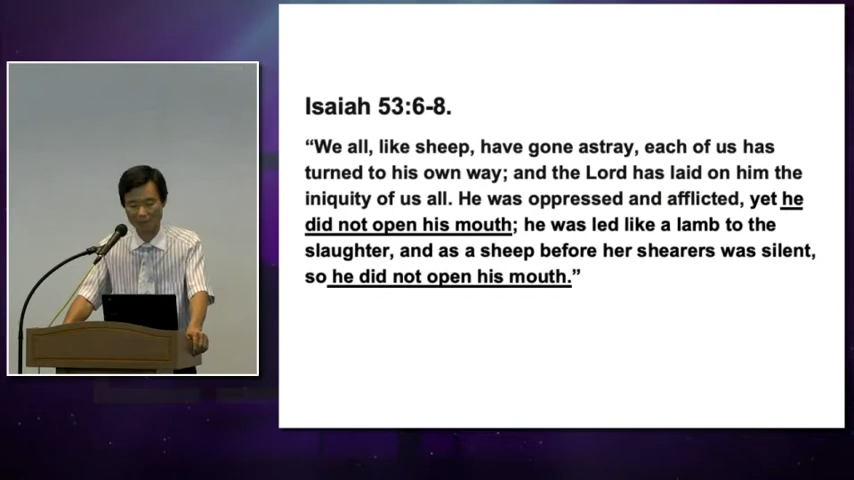 Isaiah 53:6-8.
“We all, like sheep, have gone astray, each of us has
turned to his own way; and the Lord has laid on him the
iniquity of us all. He was oppressed and afflicted, yet he
did not open his mouth; he was led like a lamb to the
slaughter, and as a sheep before her shearers was silent,
so he did not open his mouth.”